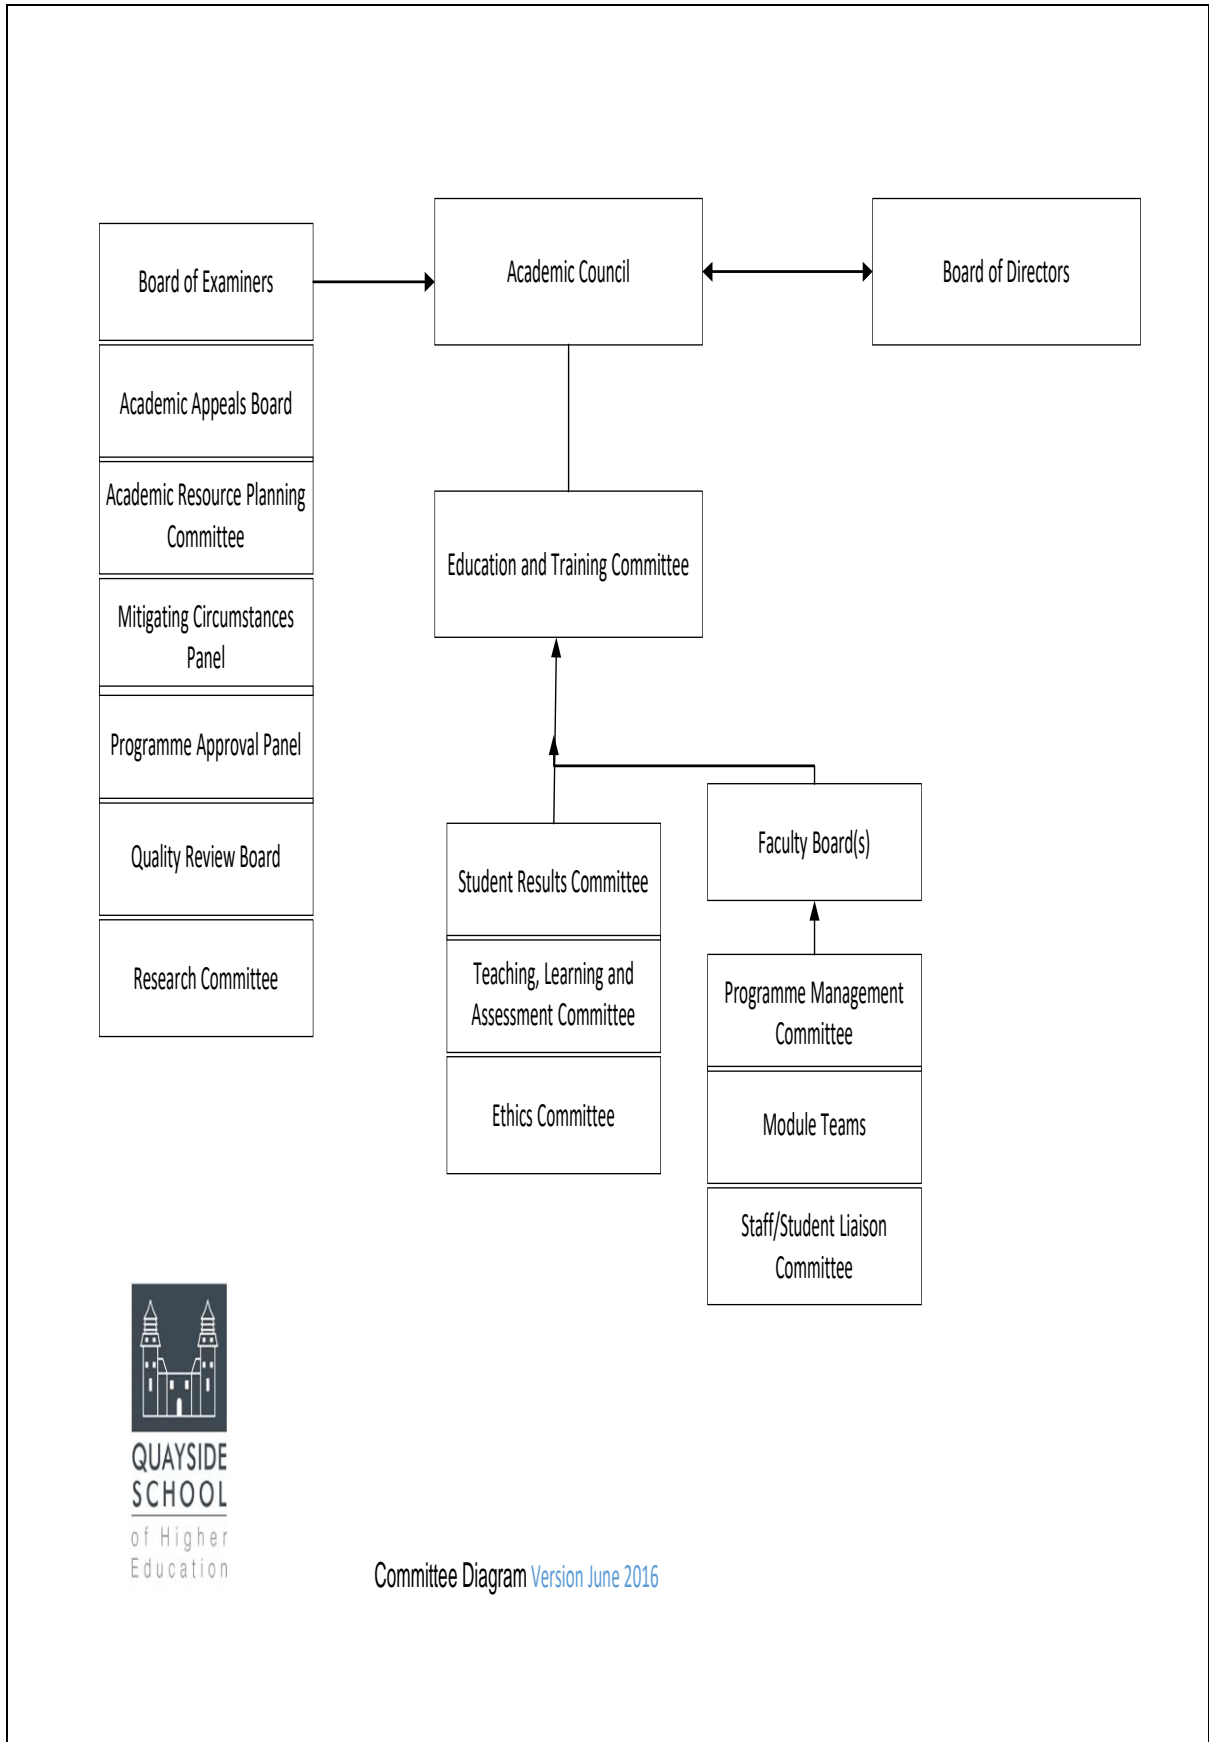 Board of Examiners
Academic Council
Board of Directors
Academic Appeals Board
Academic Resource Planning
Committee
Mitigating Circumstances
Panel
Programme Approval Panel
Quality Review Board
Research Committee
Education and Training Committee
Student Results Committee
Teaching, Learning and
Assessment Committee
Ethics Committee
Faculty Board(s)
Programme Management
Committee
Module Teams
Staff/Student Liaison
Committee
QUAYSIDE
SCHOOL
of Higher
Education
Committee Diagram Version June 2016